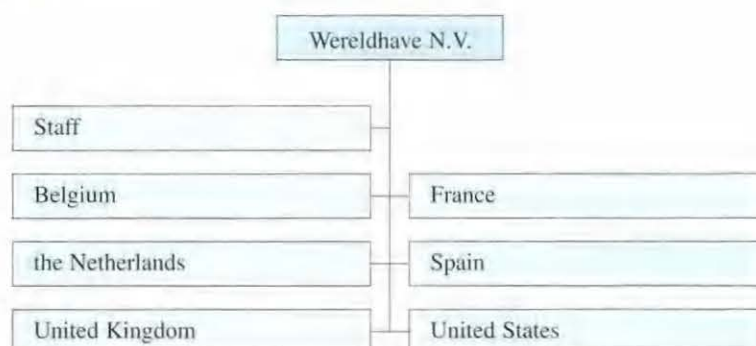 Wereldhave N.V.
Staff
Belgium
France
the Netherlands
Spain
United Kingdom
United States